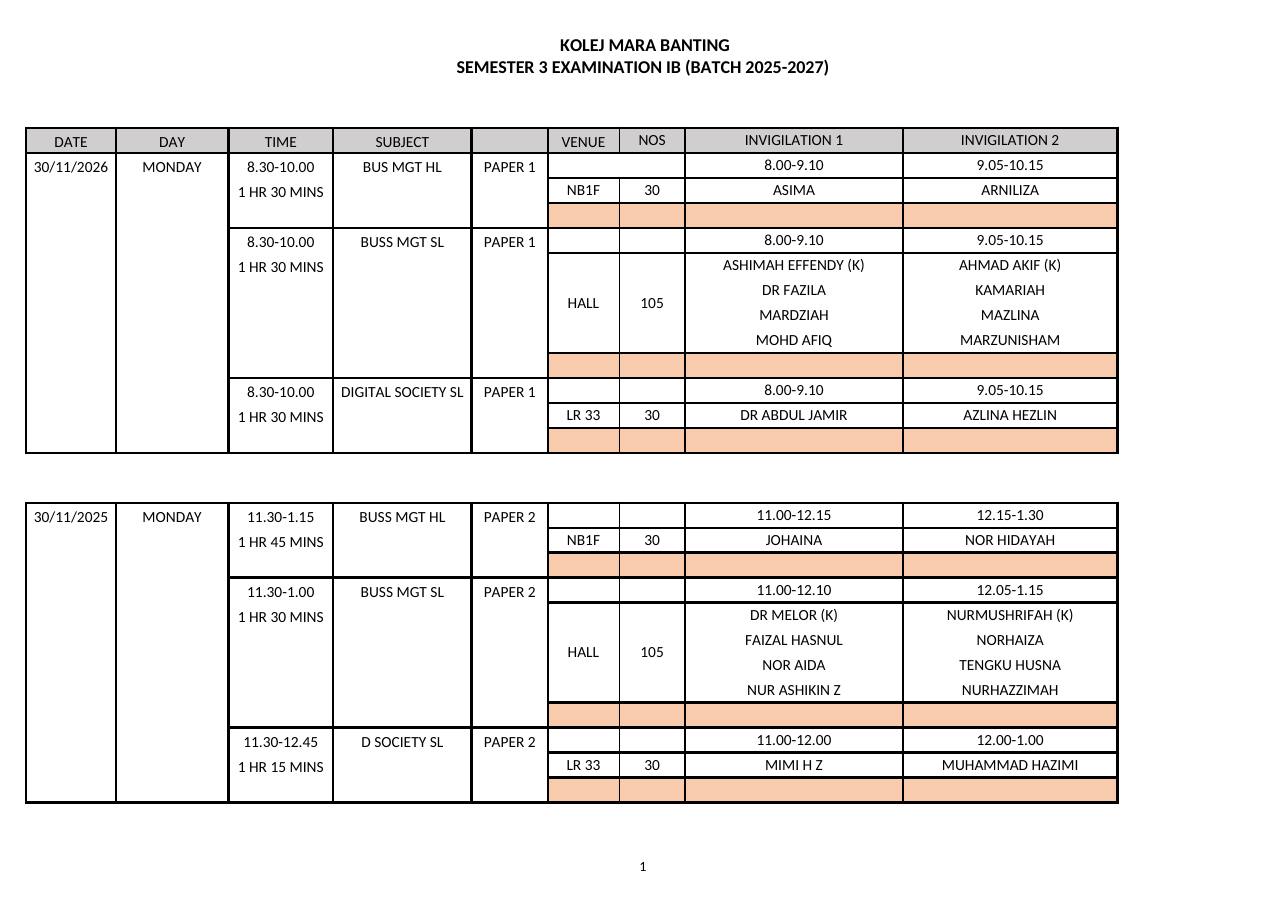 KOLEJ MARA BANTING
SEMESTER 3 EXAMINATION IB (BATCH 2025-2027)
DATE DAY TIME SUBJECT VENUE NOS INVIGILATION 1 INVIGILATION 2
30/11/2026 MONDAY 8.30-10.00 BUS MGT HL PAPER 1 8.00-9.10 9.05-10.15
1 HR 30 MINS NB1F 30 ASIMA ARNILIZA
8.30-10.00 BUSS MGT SL PAPER 1 8.00-9.10 9.05-10.15
1 HR 30 MINS ASHIMAH EFFENDY (K) AHMAD AKIF (K)
DR FAZILA KAMARIAH
HALL 105
MARDZIAH MAZLINA
MOHD AFIQ MARZUNISHAM
8.30-10.00 DIGITAL SOCIETY SL PAPER 1 8.00-9.10 9.05-10.15
1 HR 30 MINS LR 33 30 DR ABDUL JAMIR AZLINA HEZLIN
30/11/2025 MONDAY 11.30-1.15 BUSS MGT HL PAPER 2 11.00-12.15 12.15-1.30
1 HR 45 MINS NB1F 30 JOHAINA NOR HIDAYAH
11.30-1.00 BUSS MGT SL PAPER 2 11.00-12.10 12.05-1.15
1 HR 30 MINS DR MELOR (K) NURMUSHRIFAH (K)
FAIZAL HASNUL NORHAIZA
HALL 105
NOR AIDA TENGKU HUSNA
NUR ASHIKIN Z NURHAZZIMAH
11.30-12.45 D SOCIETY SL PAPER 2 11.00-12.00 12.00-1.00
1 HR 15 MINS LR 33 30 MIMI H Z MUHAMMAD HAZIMI
1